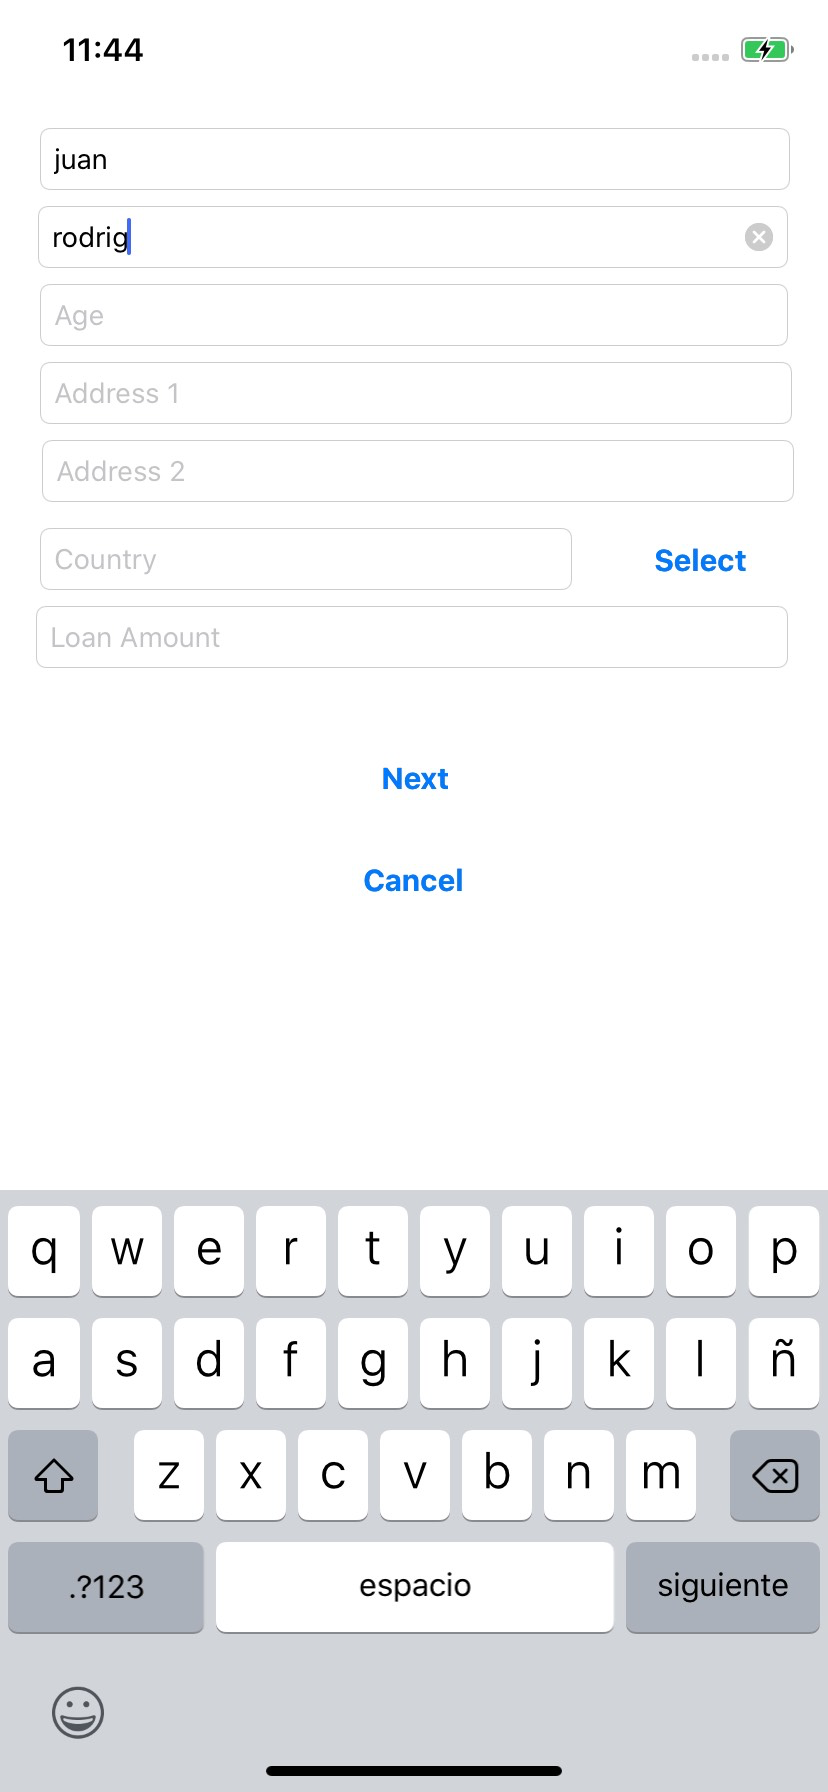 11:44
juan
rodrig
Age
Address 1
Address 2
Country Select
Loan Amount
Next
Cancel
q w e r t y u i o p
a s d f g h j k l ñ
z x c v b n m
.?123 espacio siguiente